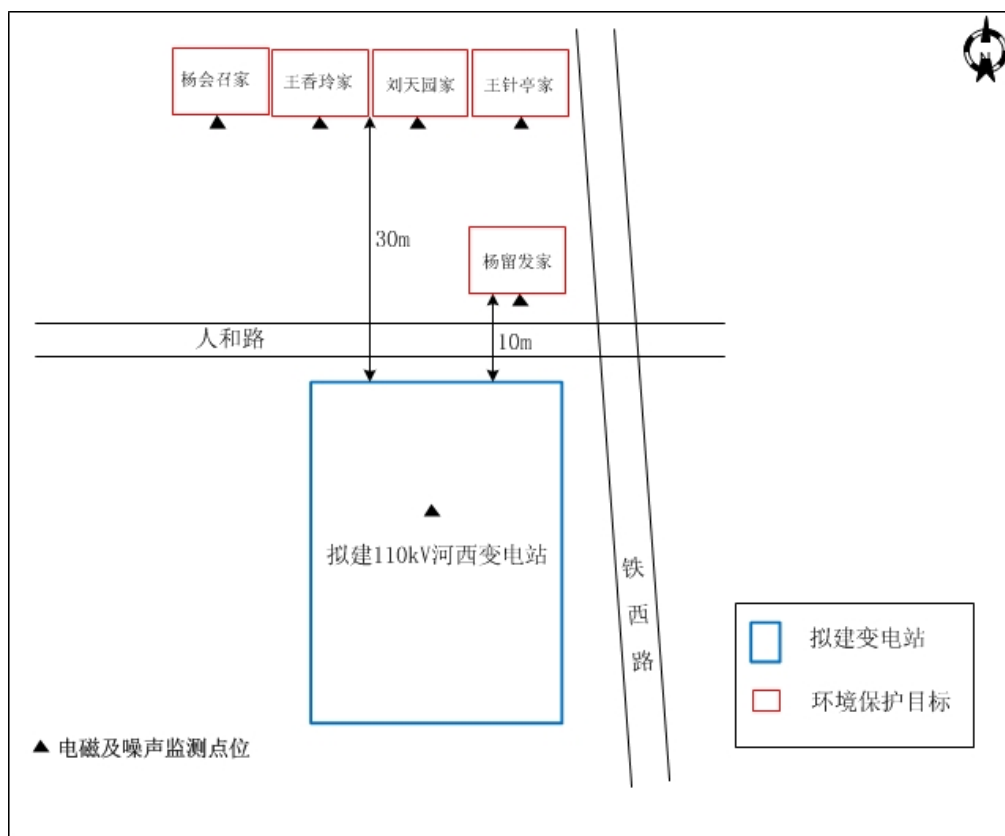 N
杨会召家
王香玲家
刘天园家
王针亭家
30m
杨留发家
人和路
10m
拟建110kV河西变电站
铁西路
拟建变电站
环境保护目标
▲ 电磁及噪声监测点位